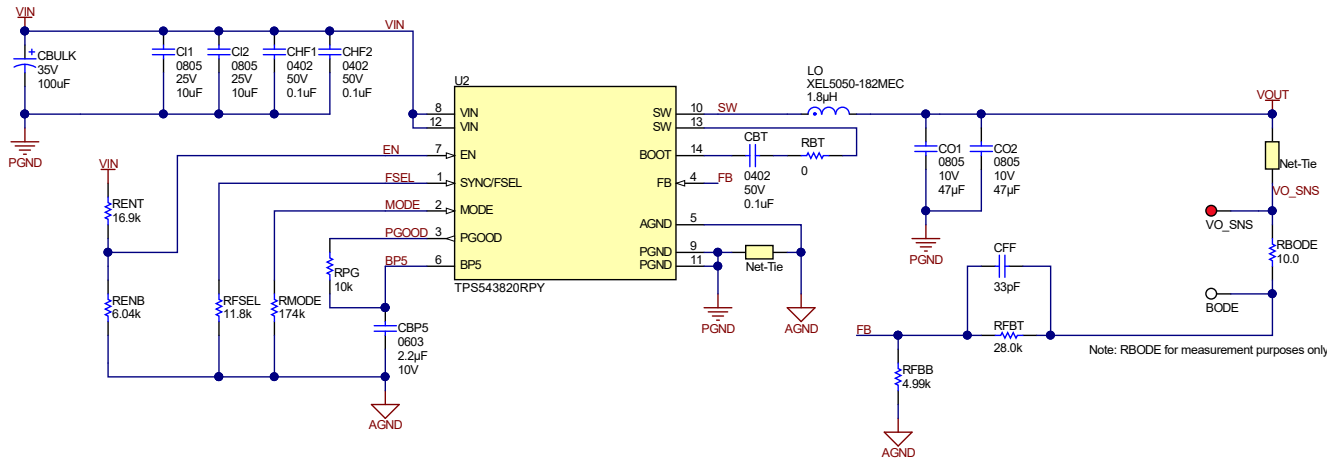 VIN
VIN
+
CBULK
35V
100uF
CI1
0805
25V
10uF
CI2
0805
25V
10uF
CHF1
0402
50V
0.1uF
CHF2
0402
50V
0.1uF
PGND
VIN
RENT
16.9k
RENB
6.04k
EN
FSEL
MODE
PGOOD
BP5
RFSEL
11.8k
RMODE
174k
RPG
10k
CBP5
0603
2.2µF
10V
AGND
U2
8 VIN
12 VIN
7 EN
1 SYNC/FSEL
2 MODE
3 PGOOD
6 BP5
SW 10
SW 13
BOOT 14
FB 4
AGND 5
PGND 9
PGND 11
TPS543820RPY
SW
LO
XEL5050-182MEC
1.8µH
CBT
0402
50V
0.1uF
RBT
0
FB
Net-Tie
PGND
AGND
CO1
0805
10V
47µF
CO2
0805
10V
47µF
PGND
VOUT
Net-Tie
VO_SNS
VO_SNS
RBODE
10.0
BODE
CFF
33pF
RFBT
28.0k
FB
RFBB
4.99k
AGND
Note: RBODE for measurement purposes only